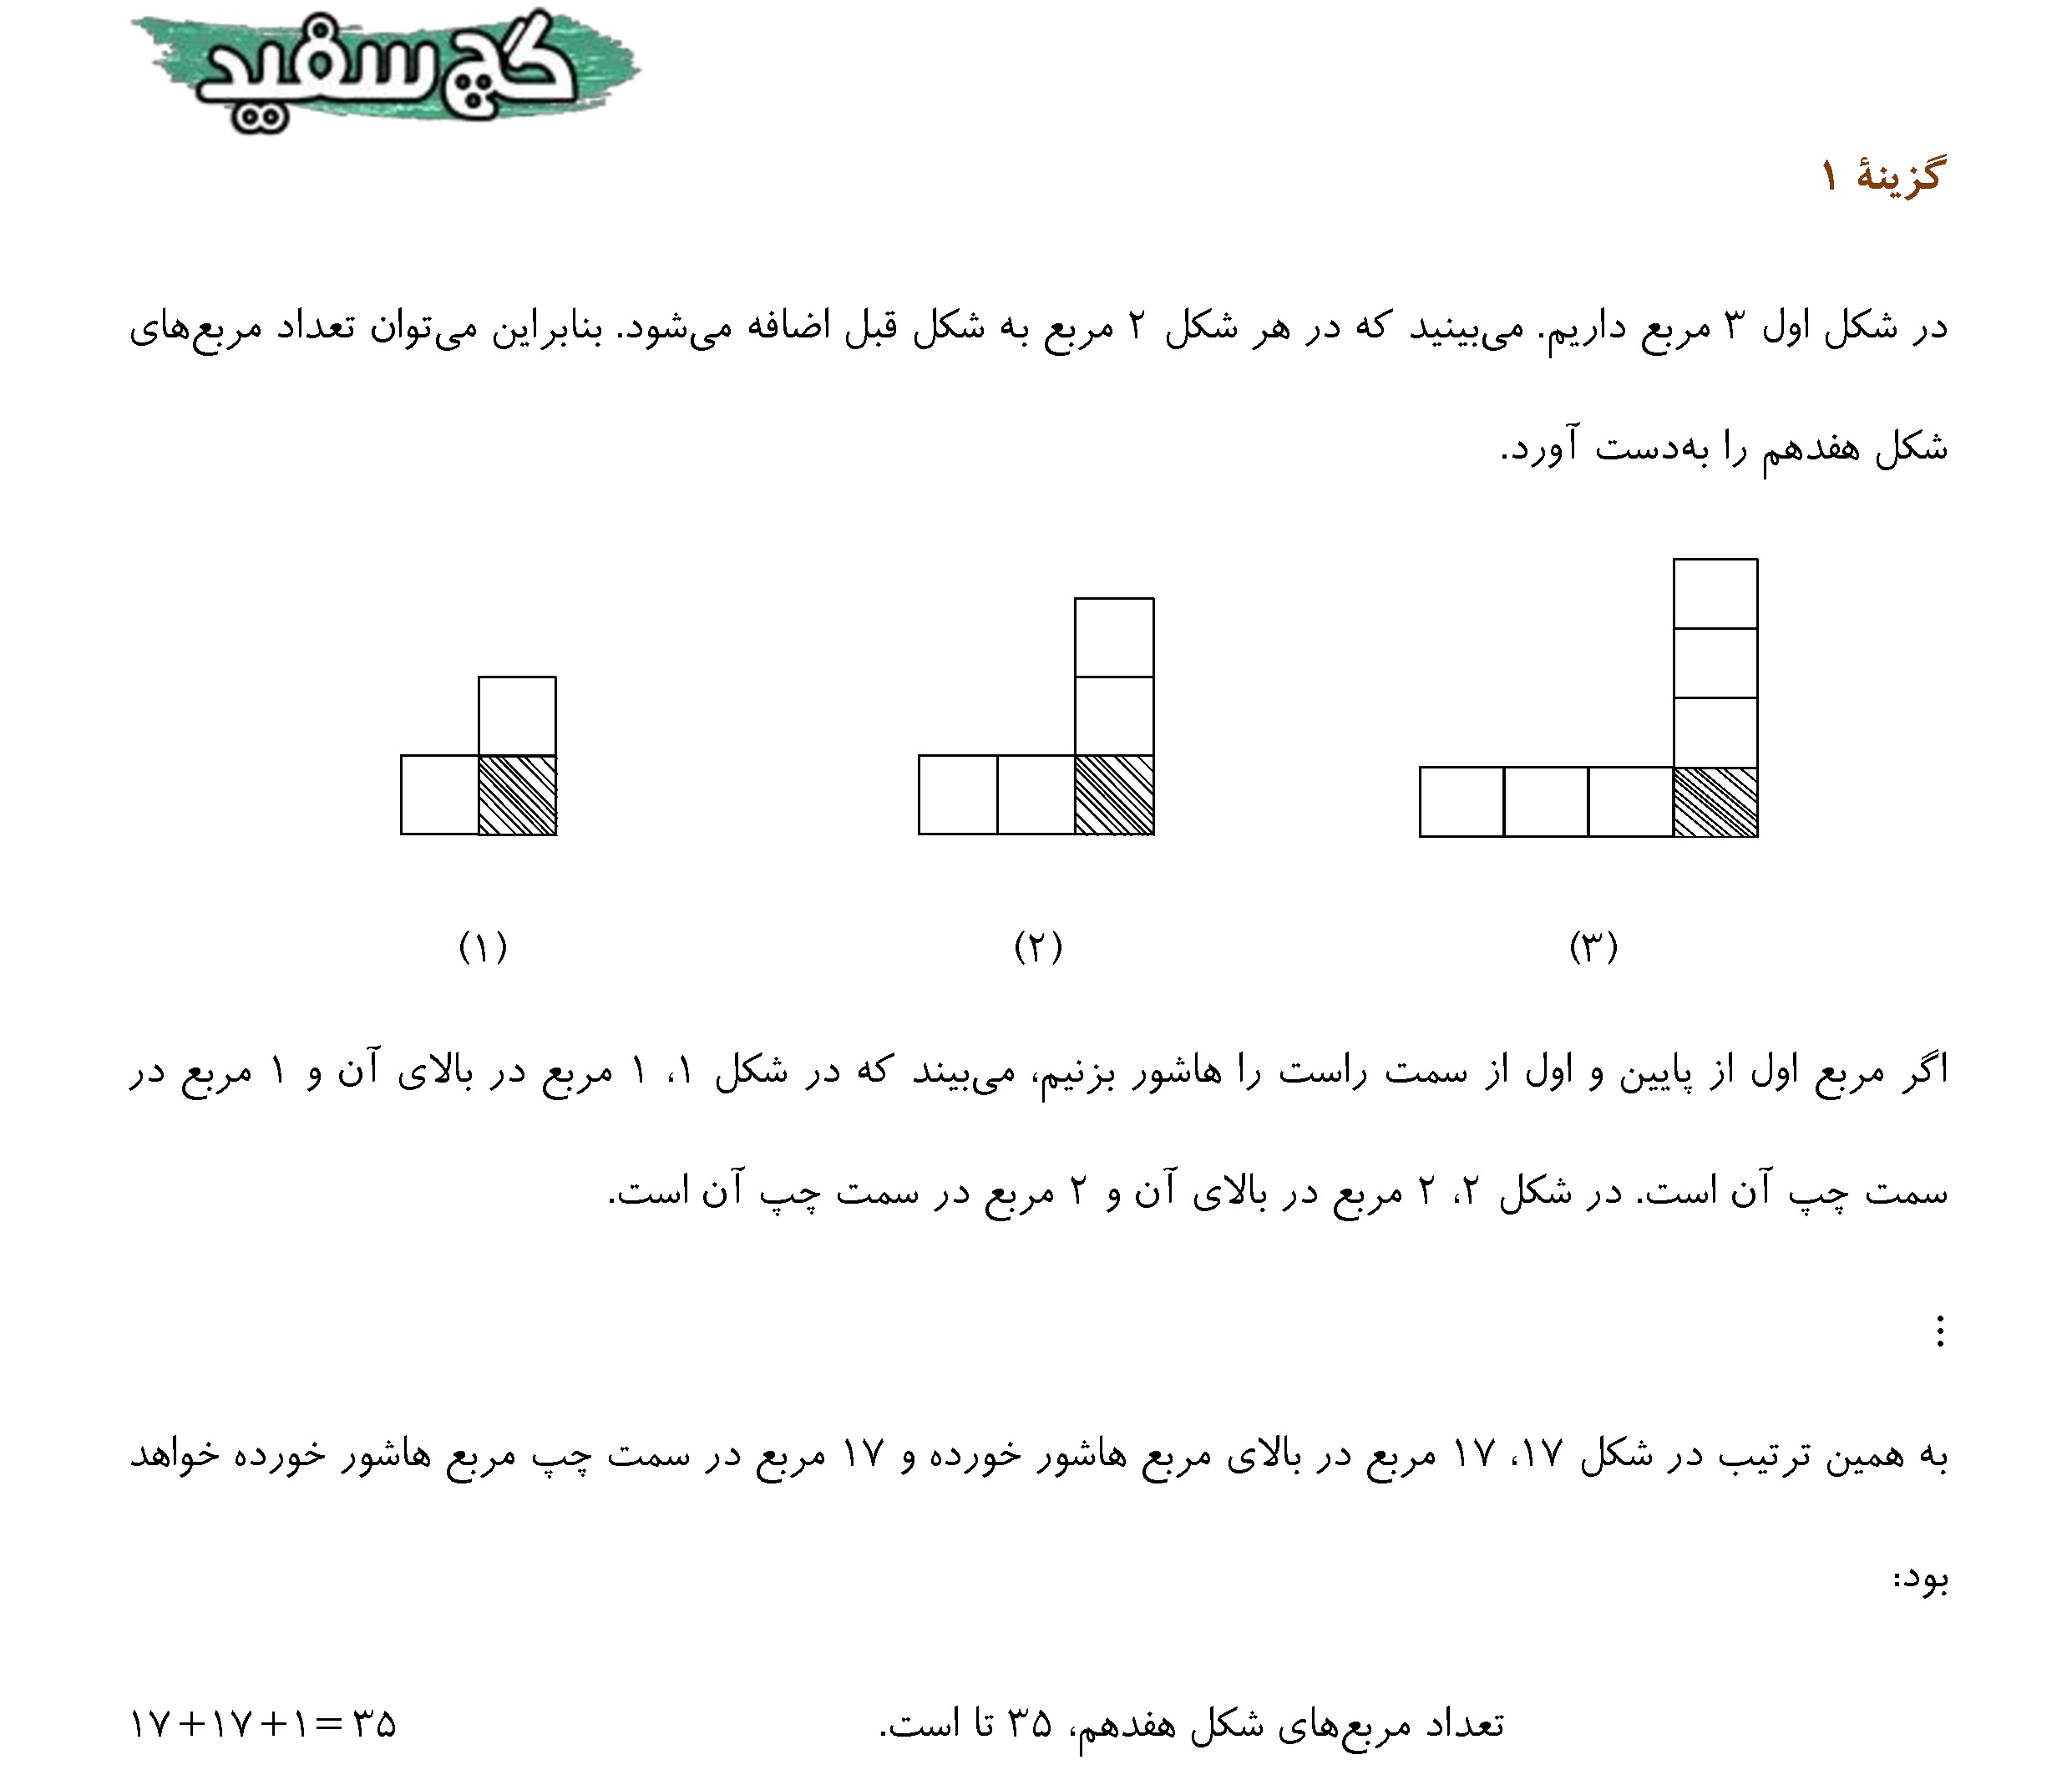 گچ سفید
گزینهٔ ۱
در شکل اول ۳ مربع داریم. می‌بینید که در هر شکل ۲ مربع به شکل قبل اضافه می‌شود. بنابراین می‌توان تعداد مربع‌های
شکل هفدهم را به‌دست آورد.
(۱) (۲) (۳)
اگر مربع اول از پایین و اول از سمت راست را هاشور بزنیم، می‌بیند که در شکل ۱، ۱ مربع در بالای آن و ۱ مربع در
سمت چپ آن است. در شکل ۲، ۲ مربع در بالای آن و ۲ مربع در سمت چپ آن است.
⋮
به همین ترتیب در شکل ۱۷، ۱۷ مربع در بالای مربع هاشور خورده و ۱۷ مربع در سمت چپ مربع هاشور خورده خواهد
بود:
تعداد مربع‌های شکل هفدهم، ۳۵ تا است. ۱۷+۱۷+۱=۳۵